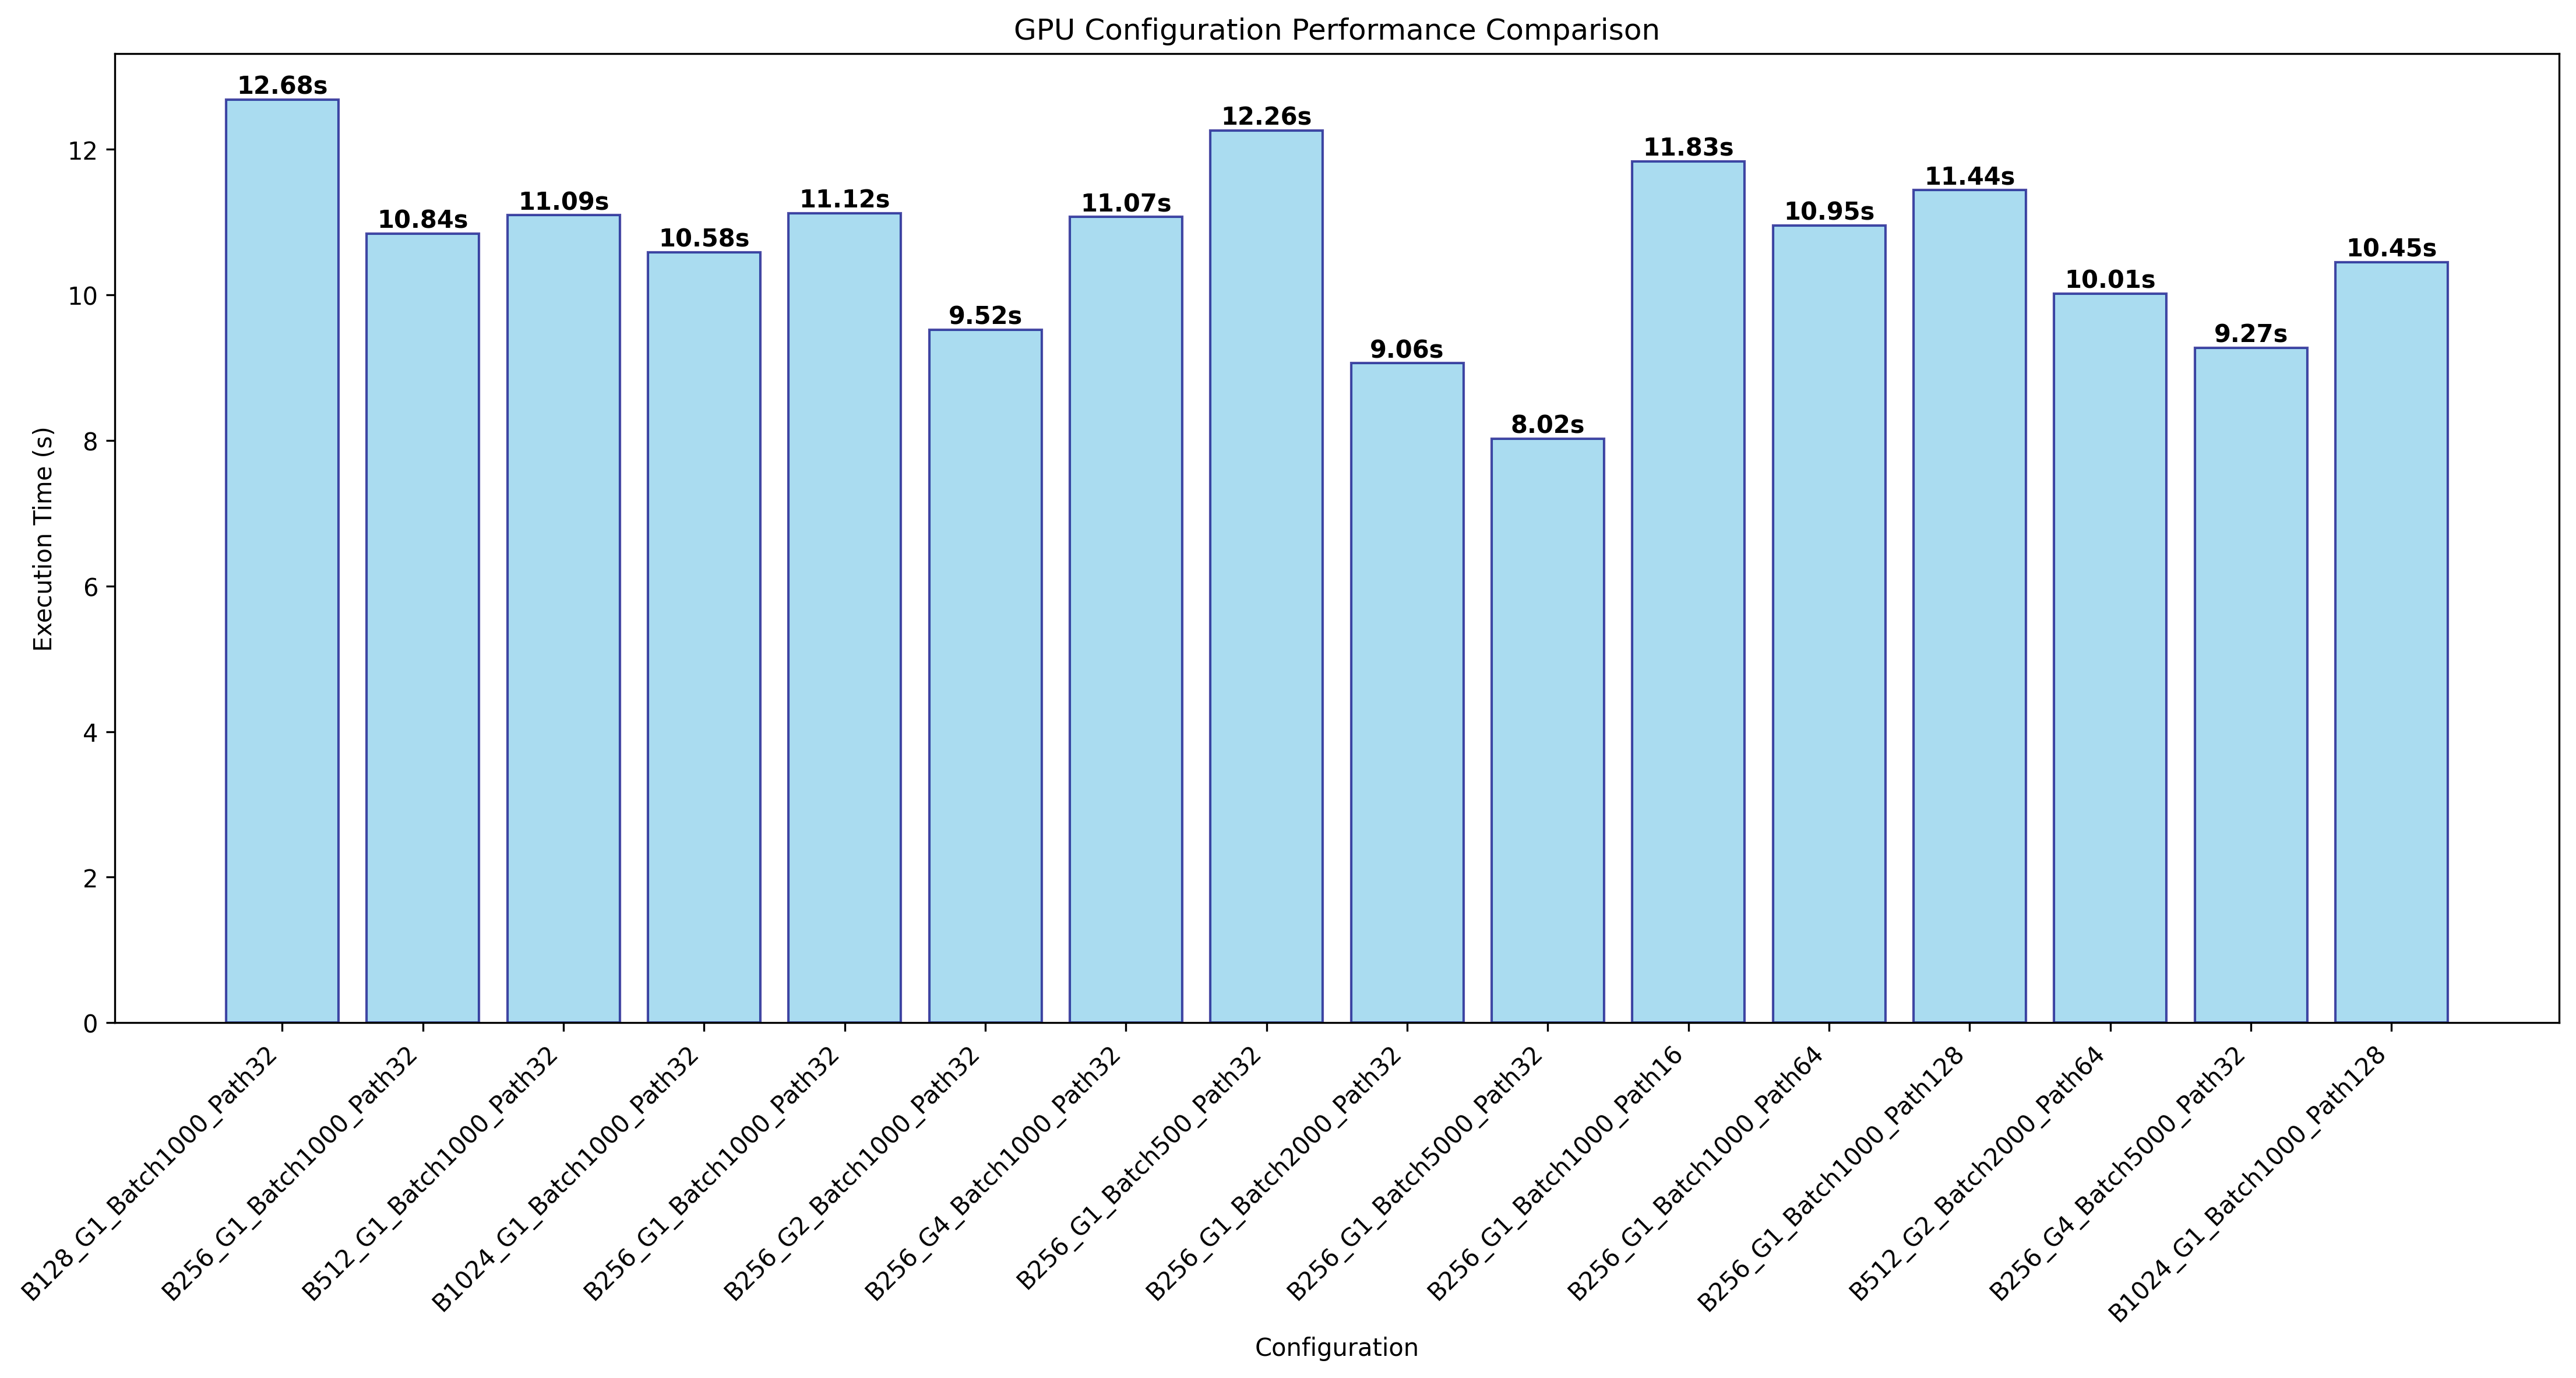 GPU Configuration Performance Comparison
Execution Time (s)
12
10
8
6
4
2
0
12.68s
10.84s
11.09s
10.58s
11.12s
9.52s
11.07s
12.26s
9.06s
8.02s
11.83s
10.95s
11.44s
10.01s
9.27s
10.45s
B128_G1_Batch1000_Path32
B256_G1_Batch1000_Path32
B512_G1_Batch1000_Path32
B1024_G1_Batch1000_Path32
B256_G1_Batch1000_Path32
B256_G2_Batch1000_Path32
B256_G4_Batch1000_Path32
B256_G1_Batch500_Path32
B256_G1_Batch2000_Path32
B256_G1_Batch5000_Path32
B256_G1_Batch1000_Path16
B256_G1_Batch1000_Path64
B256_G1_Batch1000_Path128
B512_G2_Batch2000_Path64
B256_G4_Batch5000_Path32
B1024_G1_Batch1000_Path128
Configuration